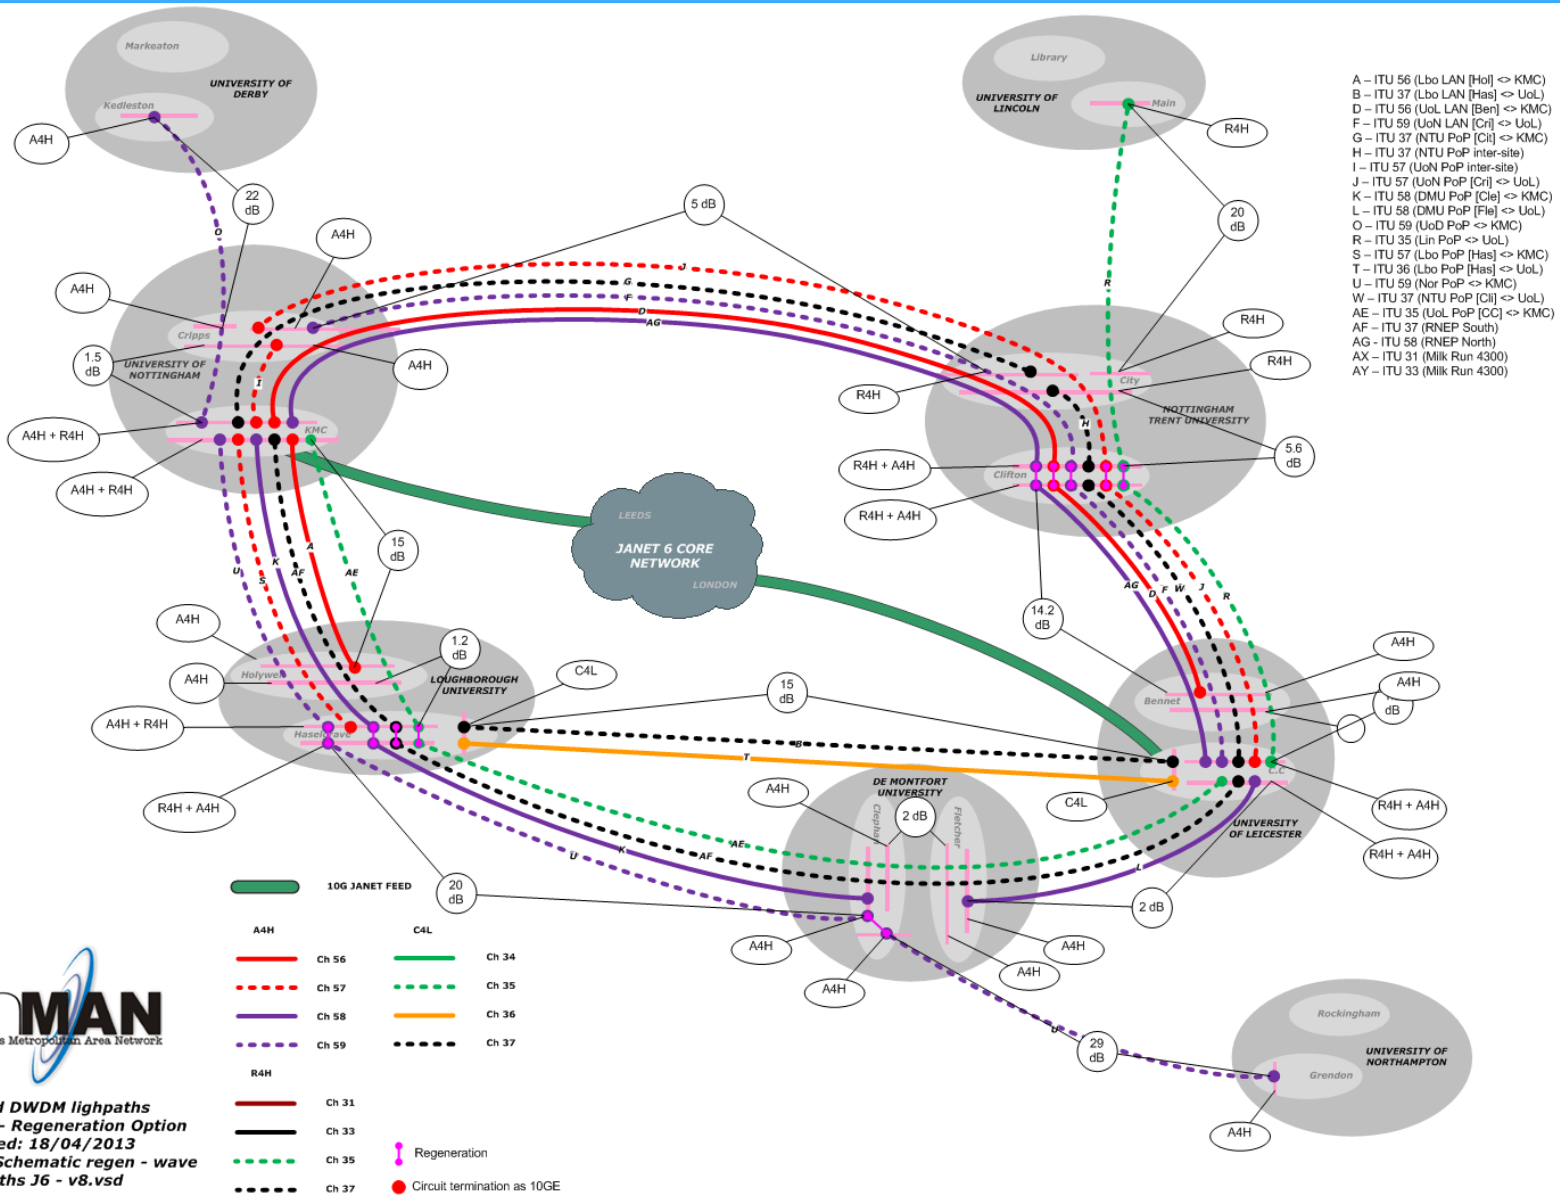 Markeaton
UNIVERSITY OF
DERBY
Kedleston
A4H
22
dB
O
A4H
A4H
Cripps
1.5
dB
UNIVERSITY OF
NOTTINGHAM
A4H
I
KMC
A4H + R4H
A4H + R4H
5 dB
J
G
F
D
AG
Library
UNIVERSITY OF
LINCOLN
Main
R4H
20
dB
R
R4H
R4H
City
R4H
NOTTINGHAM
TRENT UNIVERSITY
H
R4H + A4H
Clifton
5.6
dB
R4H + A4H
A – ITU 56 (Lbo LAN [Hol] <> KMC)
B – ITU 37 (Lbo LAN [Has] <> UoL)
D – ITU 56 (UoL LAN [Ben] <> KMC)
F – ITU 59 (UoN LAN [Cri] <> UoL)
G – ITU 37 (NTU PoP [Cit] <> KMC)
H – ITU 37 (NTU PoP inter-site)
I – ITU 57 (UoN PoP inter-site)
J – ITU 57 (UoN PoP [Cri] <> UoL)
K – ITU 58 (DMU PoP [Cle] <> KMC)
L – ITU 58 (DMU PoP [Fle] <> UoL)
O – ITU 59 (UoD PoP <> KMC)
R – ITU 35 (Lin PoP <> UoL)
S – ITU 57 (Lbo PoP [Has] <> KMC)
T – ITU 36 (Lbo PoP [Has] <> UoL)
U – ITU 59 (Nor PoP <> KMC)
W – ITU 37 (NTU PoP [Cli] <> UoL)
AE – ITU 35 (UoL PoP [CC] <> KMC)
AF – ITU 37 (RNEP South)
AG - ITU 58 (RNEP North)
AX – ITU 31 (Milk Run 4300)
AY – ITU 33 (Milk Run 4300)
LEEDS
JANET 6 CORE
NETWORK
LONDON
U
S
K
AF
A
AE
15
dB
A4H
A4H
Holywell
1.2
dB
LOUGHBOROUGH
UNIVERSITY
C4L
A4H + R4H
Haselgrave
R4H + A4H
15
dB
B
T
14.2
dB
AG
D
F
W
J
R
A4H
A4H
Bennet
dB
C.C
C4L
R4H + A4H
UNIVERSITY
OF LEICESTER
R4H + A4H
DE MONTFORT
UNIVERSITY
A4H
Clephan
2 dB
Fletcher
AE
AF
K
U
L
2 dB
20
dB
A4H
A4H
A4H
A4H
U
29
dB
Rockingham
UNIVERSITY OF
NORTHAMPTON
Grendon
A4H
10G JANET FEED
A4H
C4L
Ch 56
Ch 34
Ch 57
Ch 35
Ch 58
Ch 36
Ch 59
Ch 37
R4H
Ch 31
Ch 33
Ch 35
Ch 37
Regeneration
Circuit termination as 10GE
MAN
s Metropolitan Area Network
DWDM lighpaths
– Regeneration Option
ed: 18/04/2013
Schematic regen - wave
ths J6 - v8.vsd